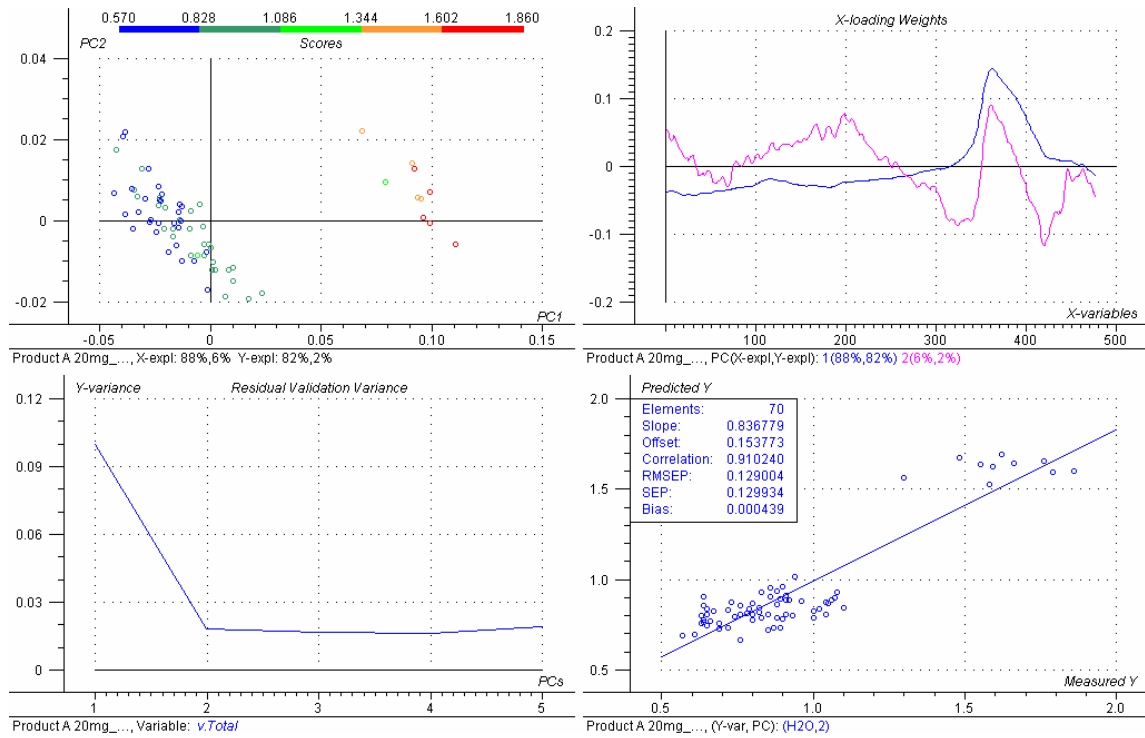 0.570 0.828 1.086 1.344 1.602 1.860
PC2 Scores
0.04
0.02
0
-0.02
PC1
-0.05 0 0.05 0.10 0.15
Product A 20mg_..., X-expl: 88%,6% Y-expl: 82%,2%
X-loading Weights
0.2
0.1
0
-0.1
-0.2
X-variables
0 100 200 300 400 500
Product A 20mg_..., PC(X-expl,Y-expl): 1(88%,82%) 2(6%,2%)
Y-variance Residual Validation Variance
0.12
0.09
0.06
0.03
0
PCs
1 2 3 4 5
Product A 20mg_..., Variable: v.Total
Predicted Y
2.0
Elements: 70
Slope: 0.836779
Offset: 0.153773
Correlation: 0.910240
RMSEP: 0.129004
SEP: 0.129934
Bias: 0.000439
1.5
1.0
0.5
Measured Y
0.5 1.0 1.5 2.0
Product A 20mg_..., (Y-var, PC): (H2O,2)